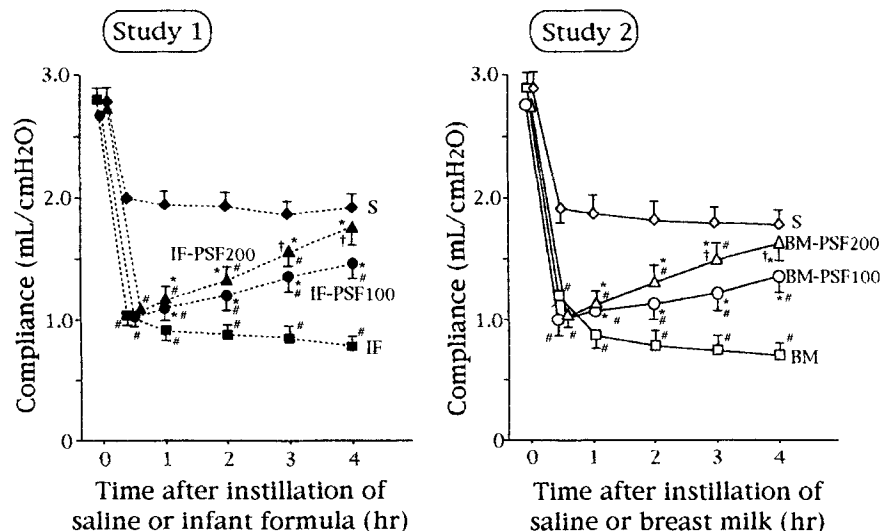 Study 1
Study 2
3.0
2.0
1.0
0
Compliance (mL/cmH2O)
S
IF-PSF200
IF-PSF100
IF
0 1 2 3 4
Time after instillation of
saline or infant formula (hr)
3.0
2.0
1.0
0
Compliance (mL/cmH2O)
S
BM-PSF200
BM-PSF100
BM
0 1 2 3 4
Time after instillation of
saline or breast milk (hr)